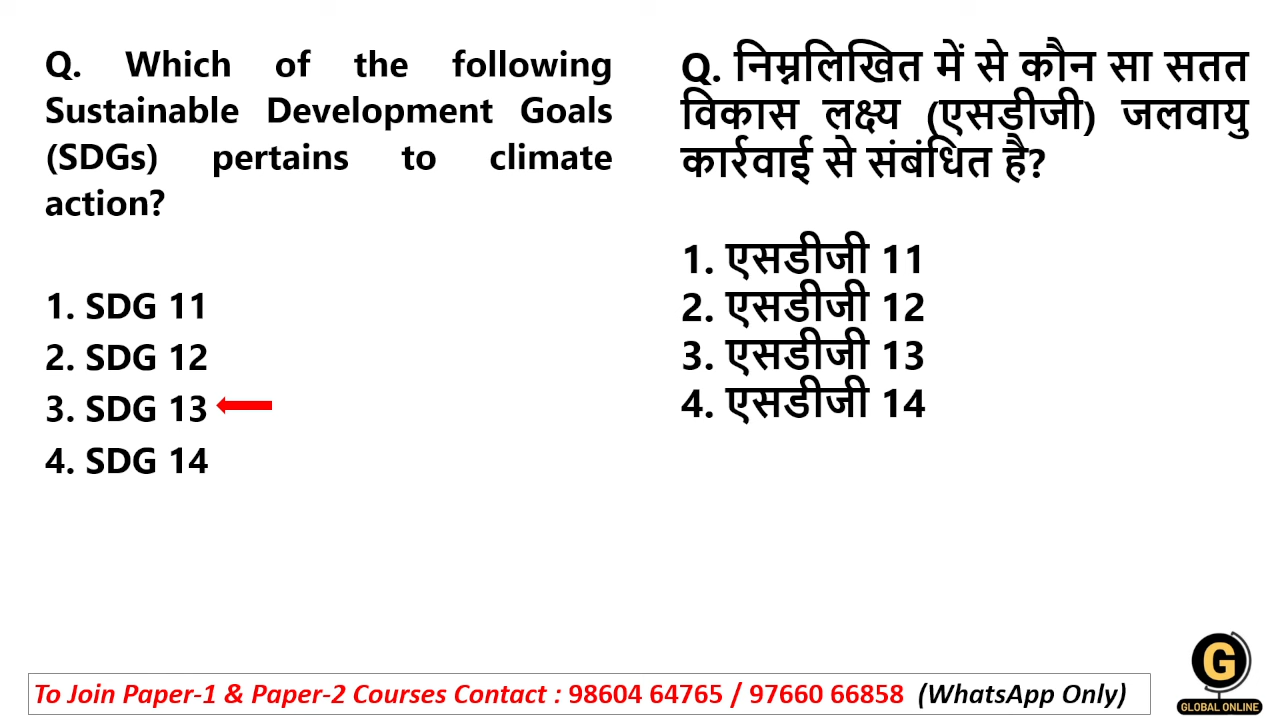 Q. Which of the following
Sustainable Development Goals
(SDGs) pertains to climate
action?
1. SDG 11
2. SDG 12
3. SDG 13
4. SDG 14
Q. निम्नलिखित में से कौन सा सतत
विकास लक्ष्य (एसडीजी) जलवायु
कार्रवाई से संबंधित है?
1. एसडीजी 11
2. एसडीजी 12
3. एसडीजी 13
4. एसडीजी 14
To Join Paper-1 & Paper-2 Courses Contact : 98604 64765 / 97660 66858 (WhatsApp Only)
G
GLOBAL ONLINE